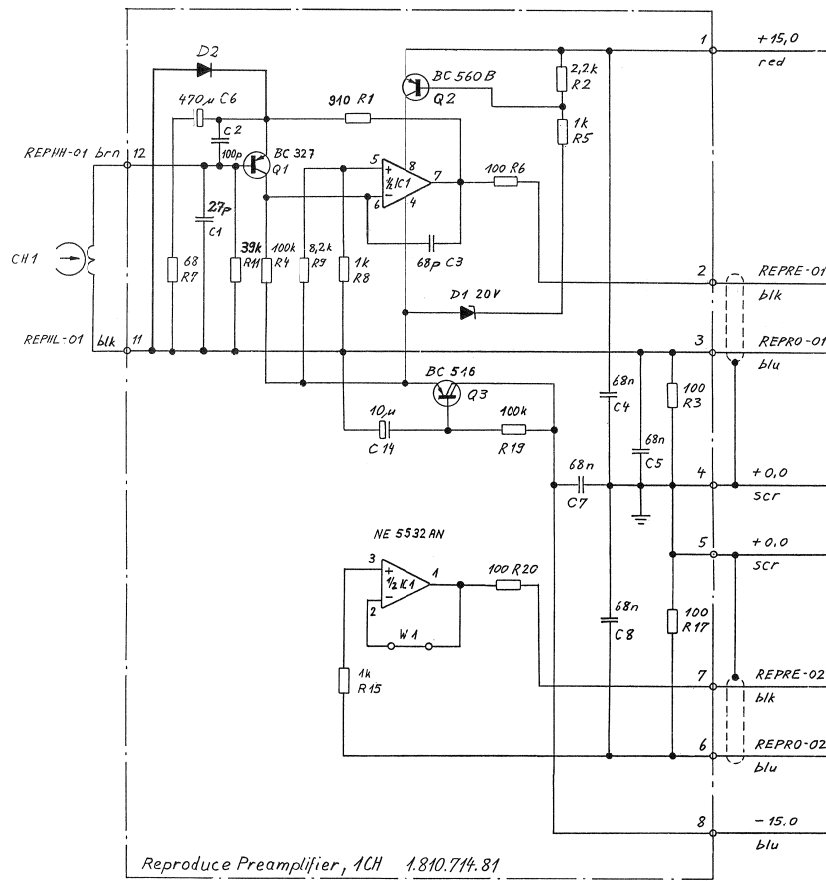 1
+15,0
red
D2
BC 560 B
Q2
2,2k
R2
470µ C6
910 R1
1k
R5
C2
100p
REPHH-01 brn 12
BC 327
Q1
5
8
½ IC1
7
6
4
100 R6
27p
C1
CH1
68
R7
39k
R11
100k
R4
8,2k
R9
1k
R8
68p C3
2
REPRE-01
blk
D1 20V
REPHL-01 blk 11
3
REPRO-01
blu
BC 516
Q3
68n
C4
100
R3
10µ
C14
100k
R19
68n
C5
68n
C7
4
+0,0
scr
NE 5532AN
5
+0,0
scr
3
½ IC1
1
2
100 R20
W1
68n
C8
100
R17
1k
R15
7
REPRE-02
blk
6
REPRO-02
blu
8
-15.0
blu
Reproduce Preamplifier, 1CH 1.810.714.81